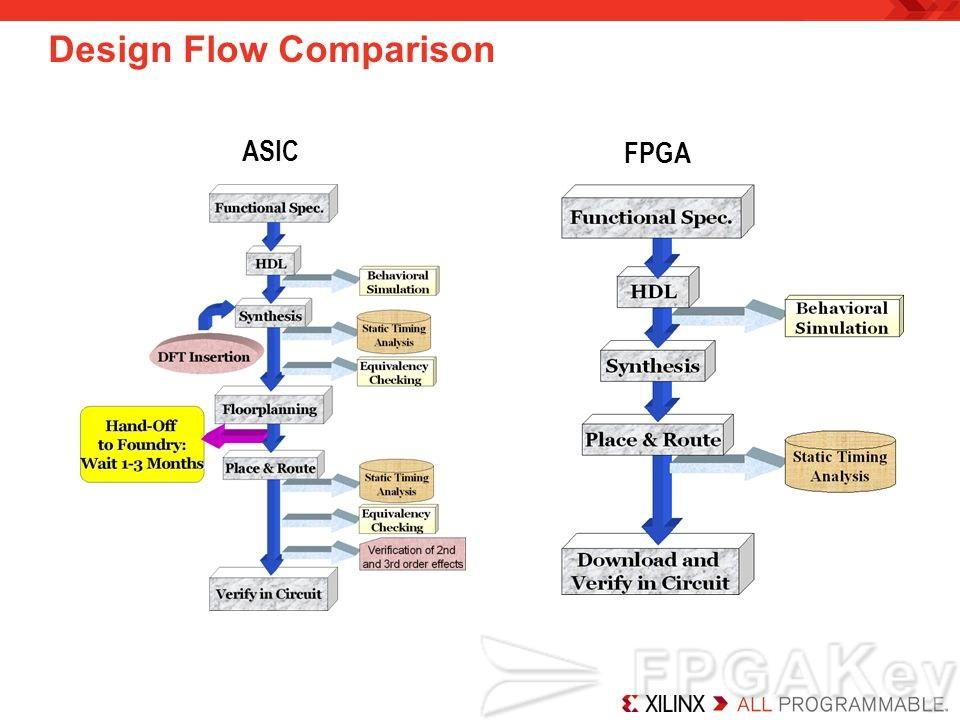 Design Flow Comparison
ASIC
Functional Spec.
HDL
Behavioral
Simulation
Synthesis
Static Timing
Analysis
DFT Insertion
Equivalency
Checking
Floorplanning
Hand-Off
to Foundry:
Wait 1-3 Months
Place & Route
Static Timing
Analysis
Equivalency
Checking
Verification of 2nd
and 3rd order effects
Verify in Circuit
FPGA
Functional Spec.
HDL
Behavioral
Simulation
Synthesis
Place & Route
Static Timing
Analysis
Download and
Verify in Circuit
FPGAKey
XILINX ALL PROGRAMMABLE.